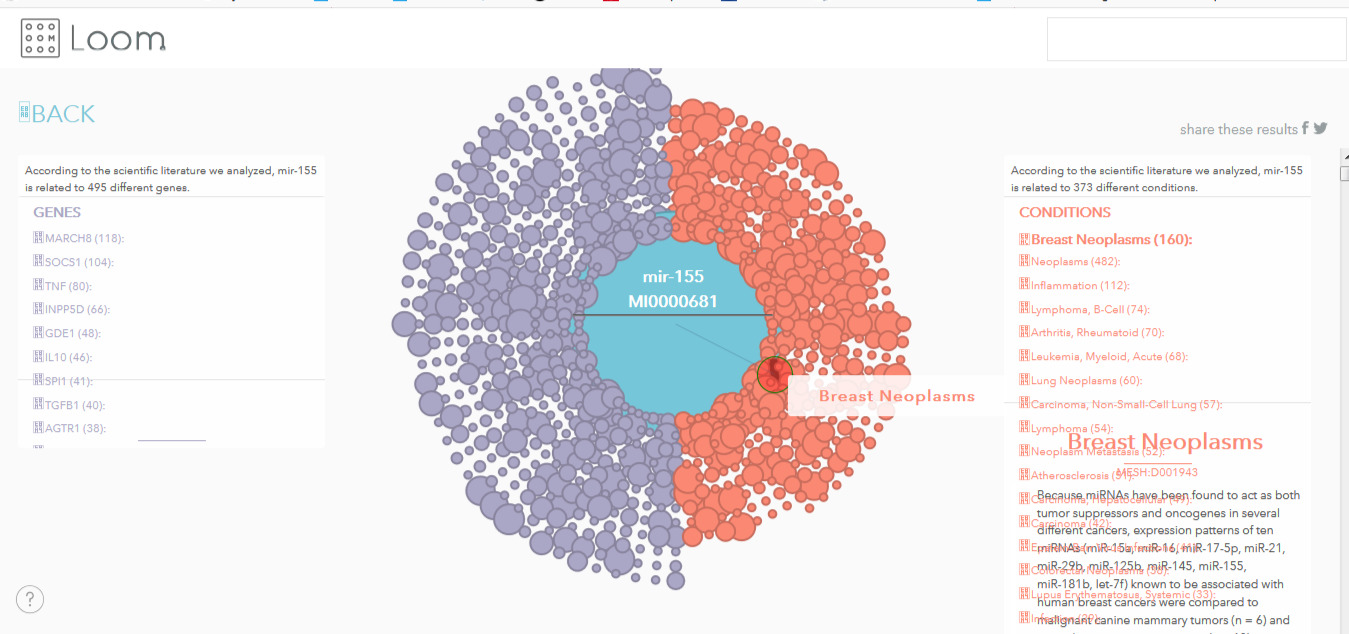 Loom
BACK
share these results
According to the scientific literature we analyzed, mir-155
is related to 495 different genes.
GENES
MARCH8 (118):
SOCS1 (104):
TNF (80):
INPP5D (66):
GDE1 (48):
IL10 (46):
SPI1 (41):
TGFB1 (40):
AGTR1 (38):
mir-155
MI0000681
Breast Neoplasms
According to the scientific literature we analyzed, mir-155
is related to 373 different conditions.
CONDITIONS
Breast Neoplasms (160):
Neoplasms (482):
Inflammation (112):
Lymphoma, B-Cell (74):
Arthritis, Rheumatoid (70):
Leukemia, Myeloid, Acute (68):
Lung Neoplasms (60):
Carcinoma, Non-Small-Cell Lung (57):
Lymphoma (54):
Neoplasm Metastasis (52):
Atherosclerosis (51):
Carcinoma, Hepatocellular
Carcinoma (42):
Colorectal Neoplasms
Lupus Erythematosus, Systemic (33):
Breast Neoplasms
MESH:D001943
Because miRNAs have been found to act as both
tumor suppressors and oncogenes in several
different cancers, expression patterns of ten
miRNAs (miR-15a, miR-16, miR-17-5p, miR-21,
miR-29b, miR-125b, miR-145, miR-155,
miR-181b, let-7f) known to be associated with
human breast cancers were compared to
malignant canine mammary tumors (n = 6) and
?